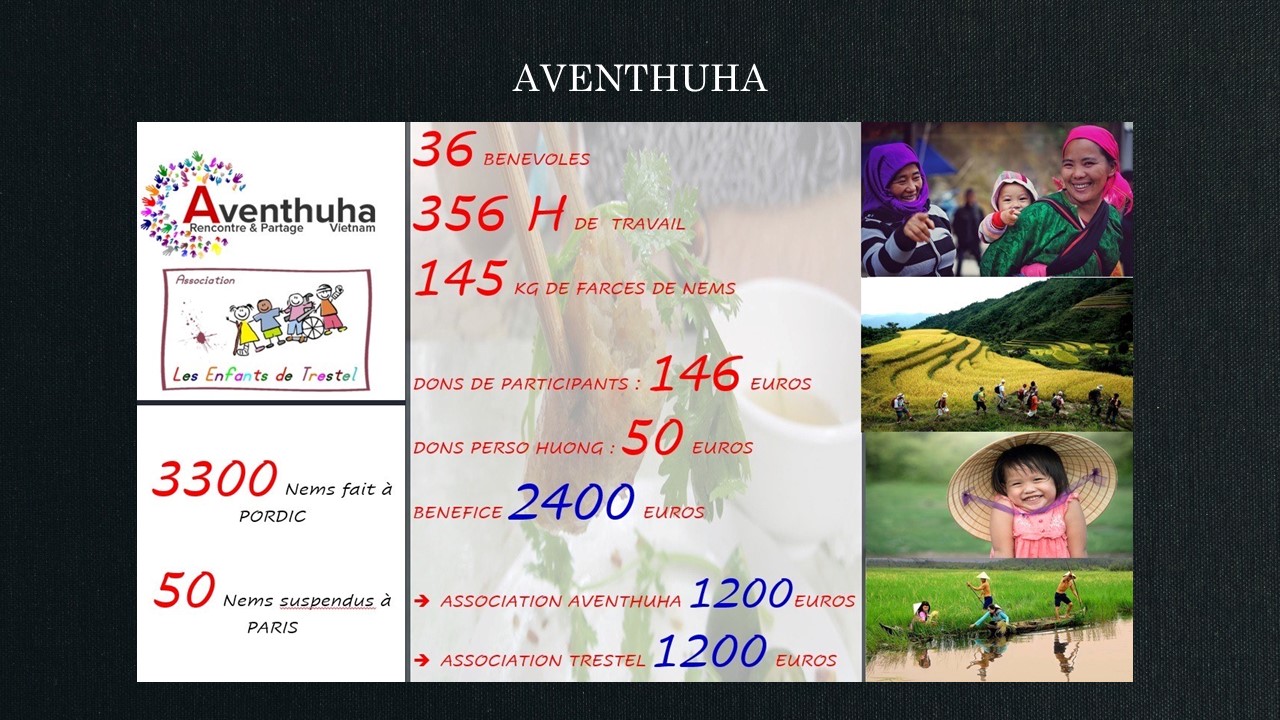 AVENTHUHA
Aventhuha
Rencontre & Partage Vietnam
Association
Les Enfants de Trestel
3300 Nems fait à
PORDIC
50 Nems suspendus à
PARIS
36 BENEVOLES
356 H DE TRAVAIL
145 KG DE FARCES DE NEMS
DONS DE PARTICIPANTS : 146 EUROS
DONS PERSO HUONG : 50 EUROS
BENEFICE 2400 EUROS
➔ ASSOCIATION AVENTHUHA 1200 EUROS
➔ ASSOCIATION TRESTEL 1200 EUROS